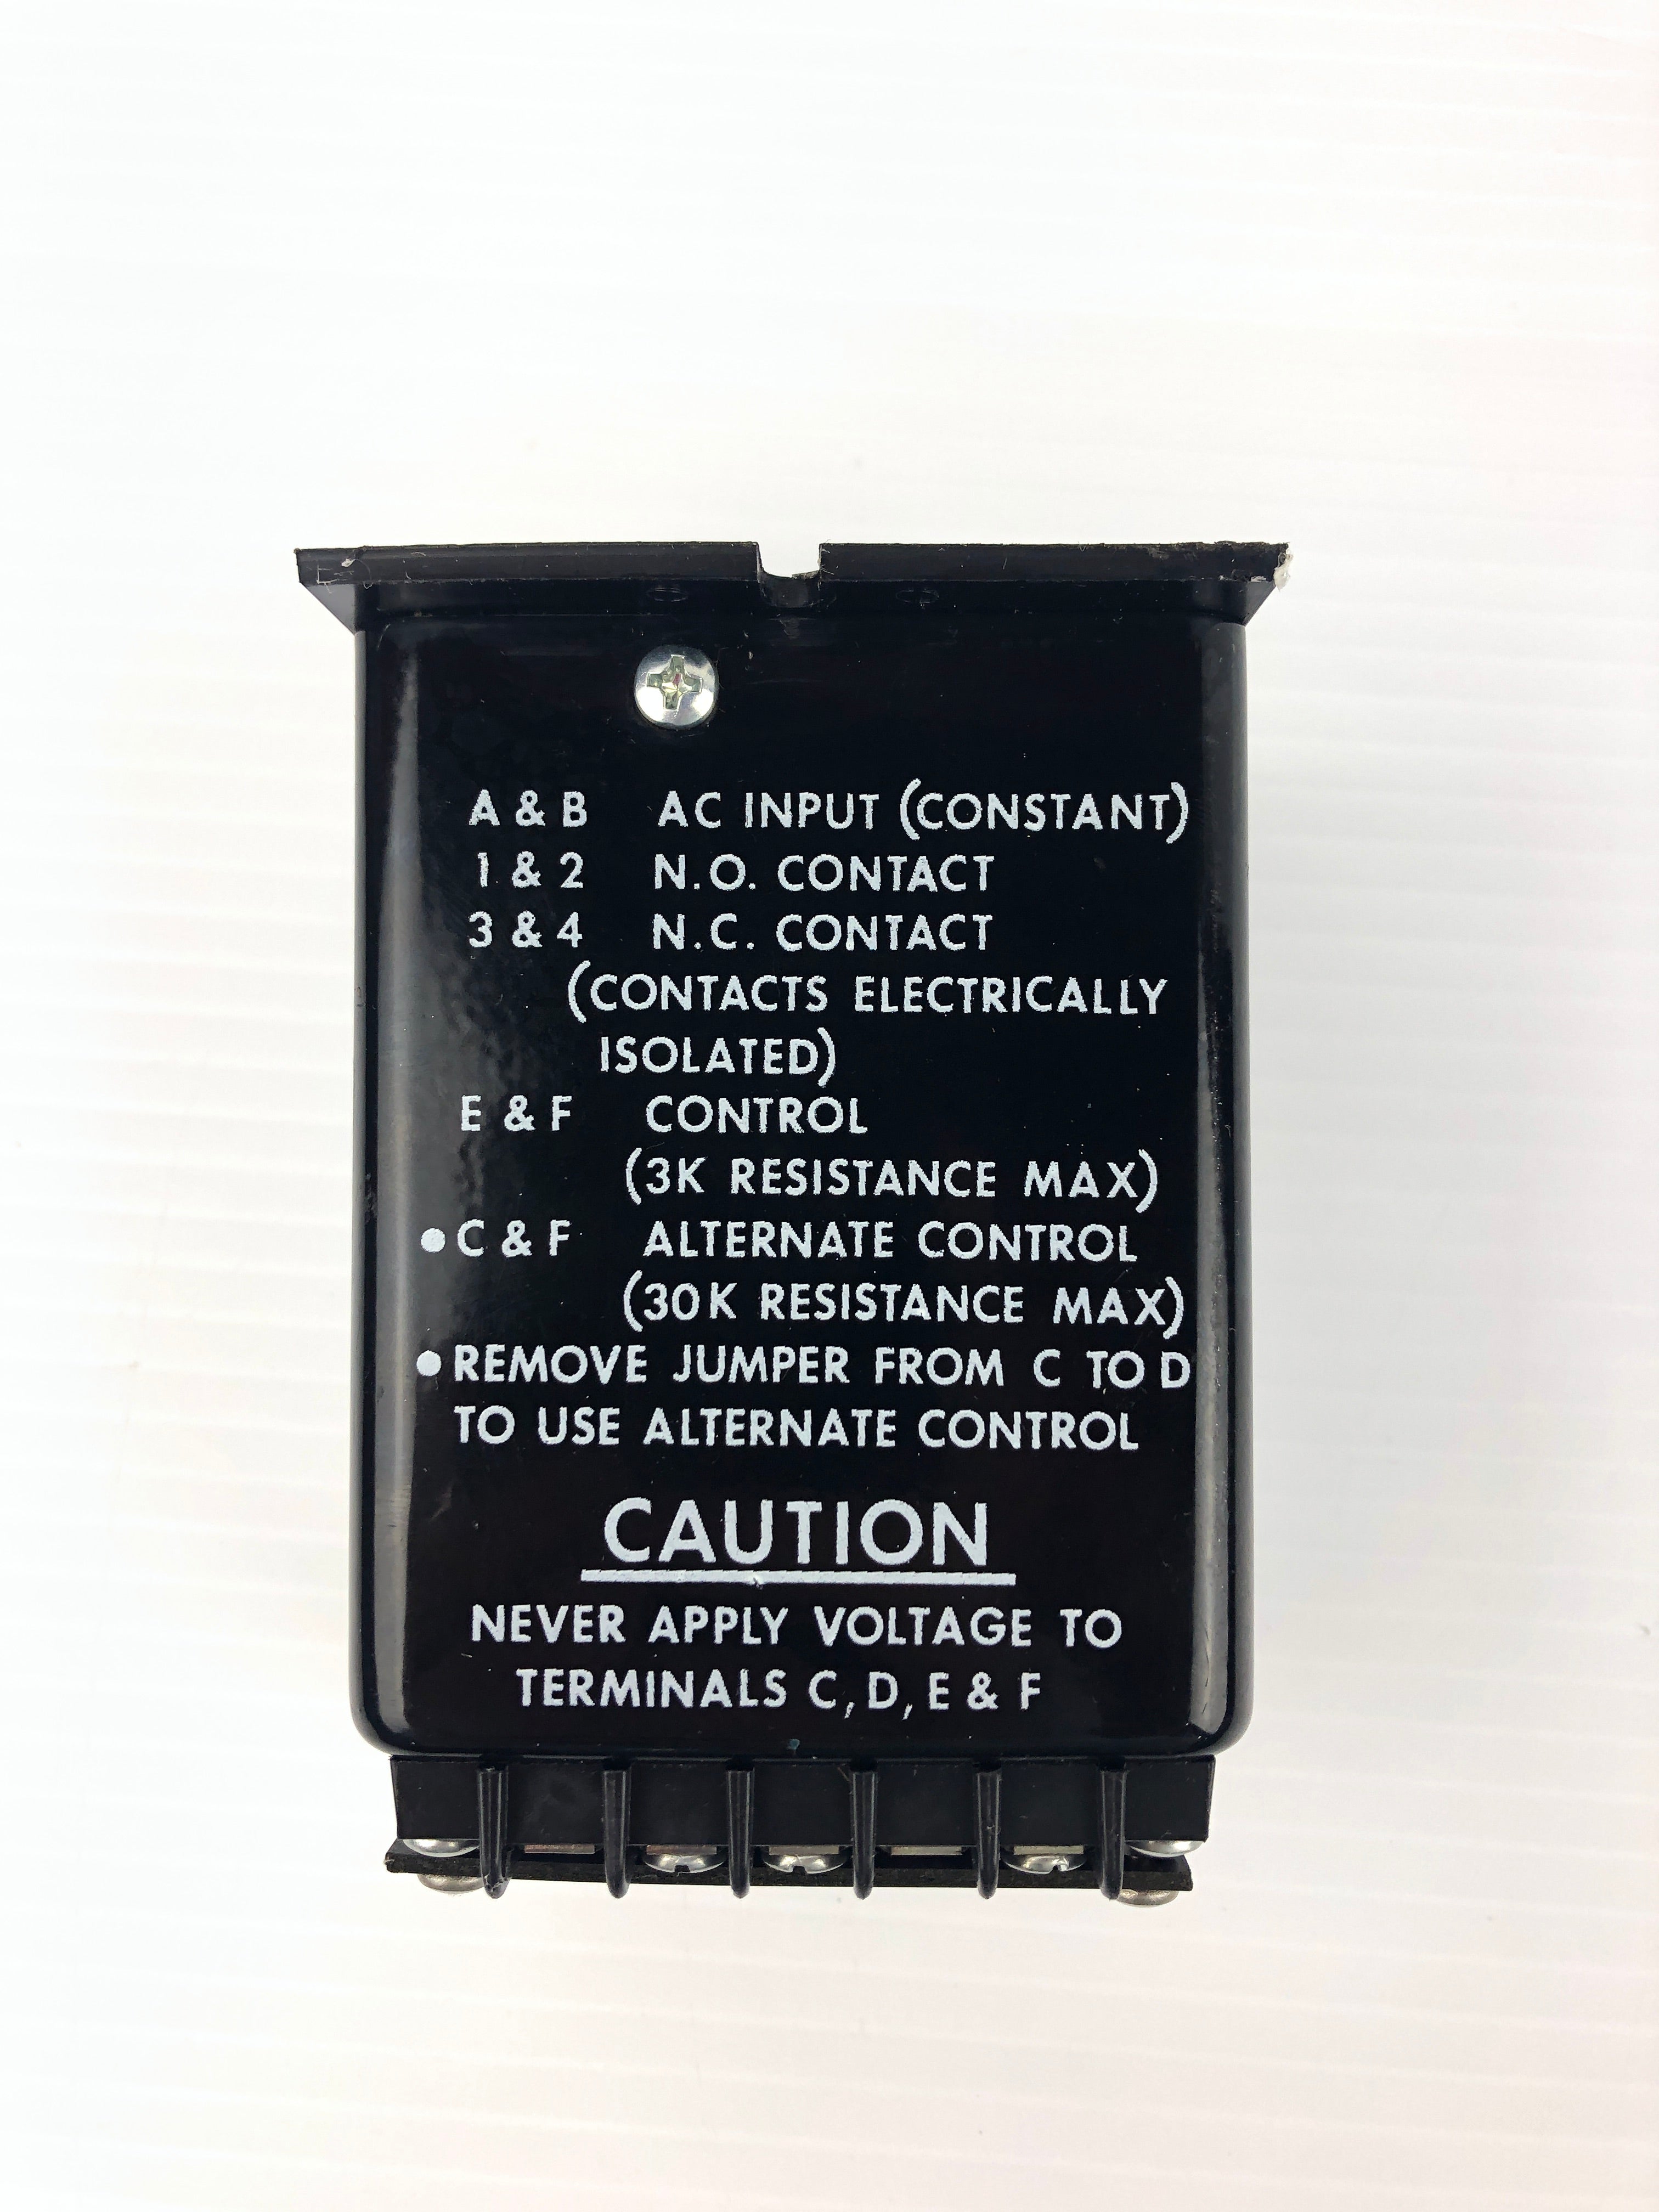 A & B AC INPUT (CONSTANT)
1 & 2 N.O. CONTACT
3 & 4 N.C. CONTACT
(CONTACTS ELECTRICALLY
ISOLATED)
E & F CONTROL
(3K RESISTANCE MAX)
•C & F ALTERNATE CONTROL
(30K RESISTANCE MAX)
•REMOVE JUMPER FROM C TO D
TO USE ALTERNATE CONTROL
CAUTION
NEVER APPLY VOLTAGE TO
TERMINALS C, D, E & F